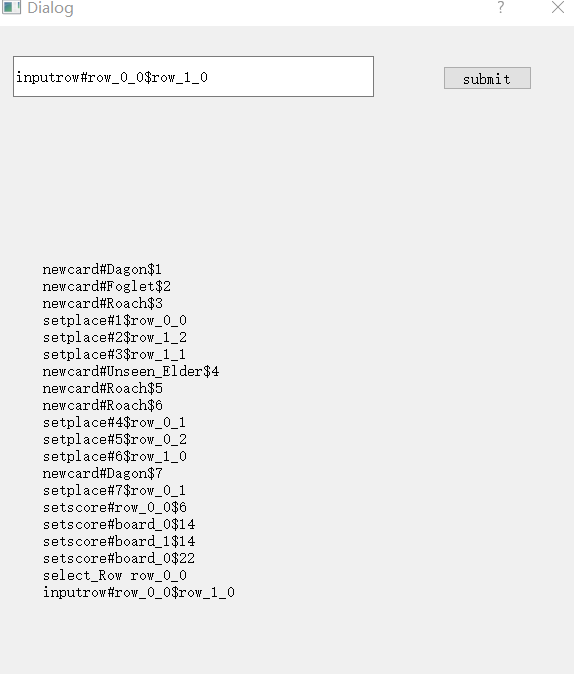 Dialog
?
inputrow#row_0_0$row_1_0
submit
newcard#Dagon$1
newcard#Foglet$2
newcard#Roach$3
setplace#1$row_0_0
setplace#2$row_1_2
setplace#3$row_1_1
newcard#Unseen_Elder$4
newcard#Roach$5
newcard#Roach$6
setplace#4$row_0_1
setplace#5$row_0_2
setplace#6$row_1_0
newcard#Dagon$7
setplace#7$row_0_1
setscore#row_0_0$6
setscore#board_0$14
setscore#board_1$14
setscore#board_0$22
select_Row row_0_0
inputrow#row_0_0$row_1_0